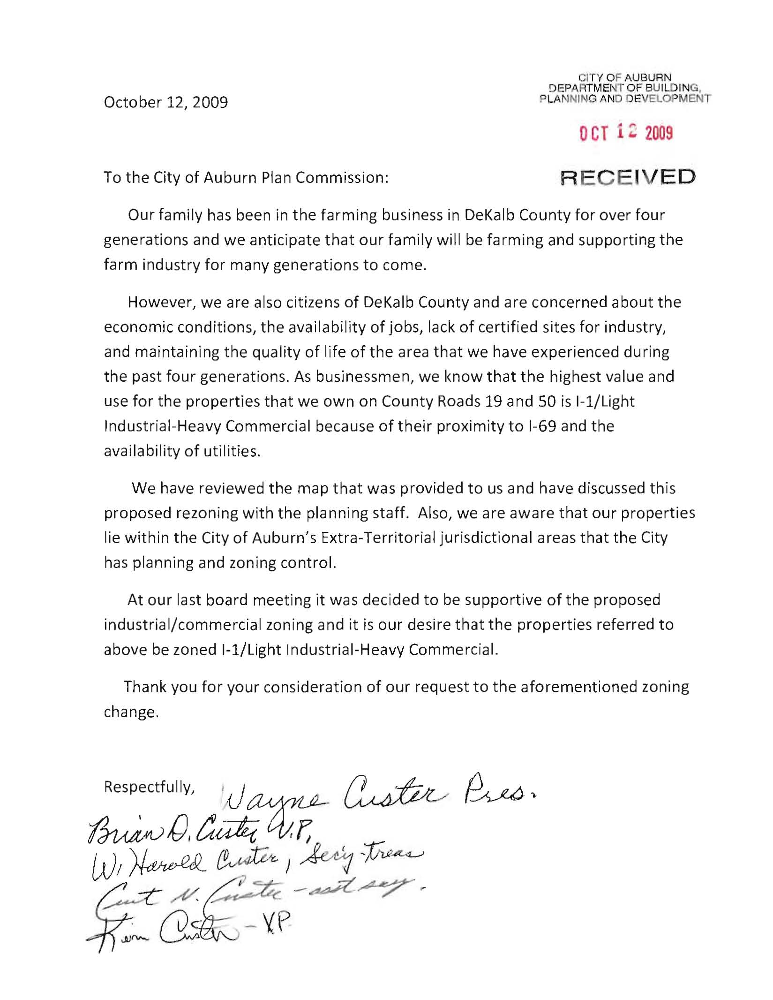 CITY OF AUBURN
DEPARTMENT OF BUILDING,
PLANNING AND DEVELOPMENT
October 12, 2009
OCT 12 2009
To the City of Auburn Plan Commission:
RECEIVED
Our family has been in the farming business in DeKalb County for over four
generations and we anticipate that our family will be farming and supporting the
farm industry for many generations to come.
However, we are also citizens of DeKalb County and are concerned about the
economic conditions, the availability of jobs, lack of certified sites for industry,
and maintaining the quality of life of the area that we have experienced during
the past four generations. As businessmen, we know that the highest value and
use for the properties that we own on County Roads 19 and 50 is I-1/Light
Industrial-Heavy Commercial because of their proximity to I-69 and the
availability of utilities.
We have reviewed the map that was provided to us and have discussed this
proposed rezoning with the planning staff. Also, we are aware that our properties
lie within the City of Auburn's Extra-Territorial jurisdictional areas that the City
has planning and zoning control.
At our last board meeting it was decided to be supportive of the proposed
industrial/commercial zoning and it is our desire that the properties referred to
above be zoned I-1/Light Industrial-Heavy Commercial.
Thank you for your consideration of our request to the aforementioned zoning
change.
Respectfully, Wayne Custer Pres.
Brian D. Custer V.P.
W. Harold Custer, Sec'y-Treas
Curt N. Custer - asst
Custer - VP.